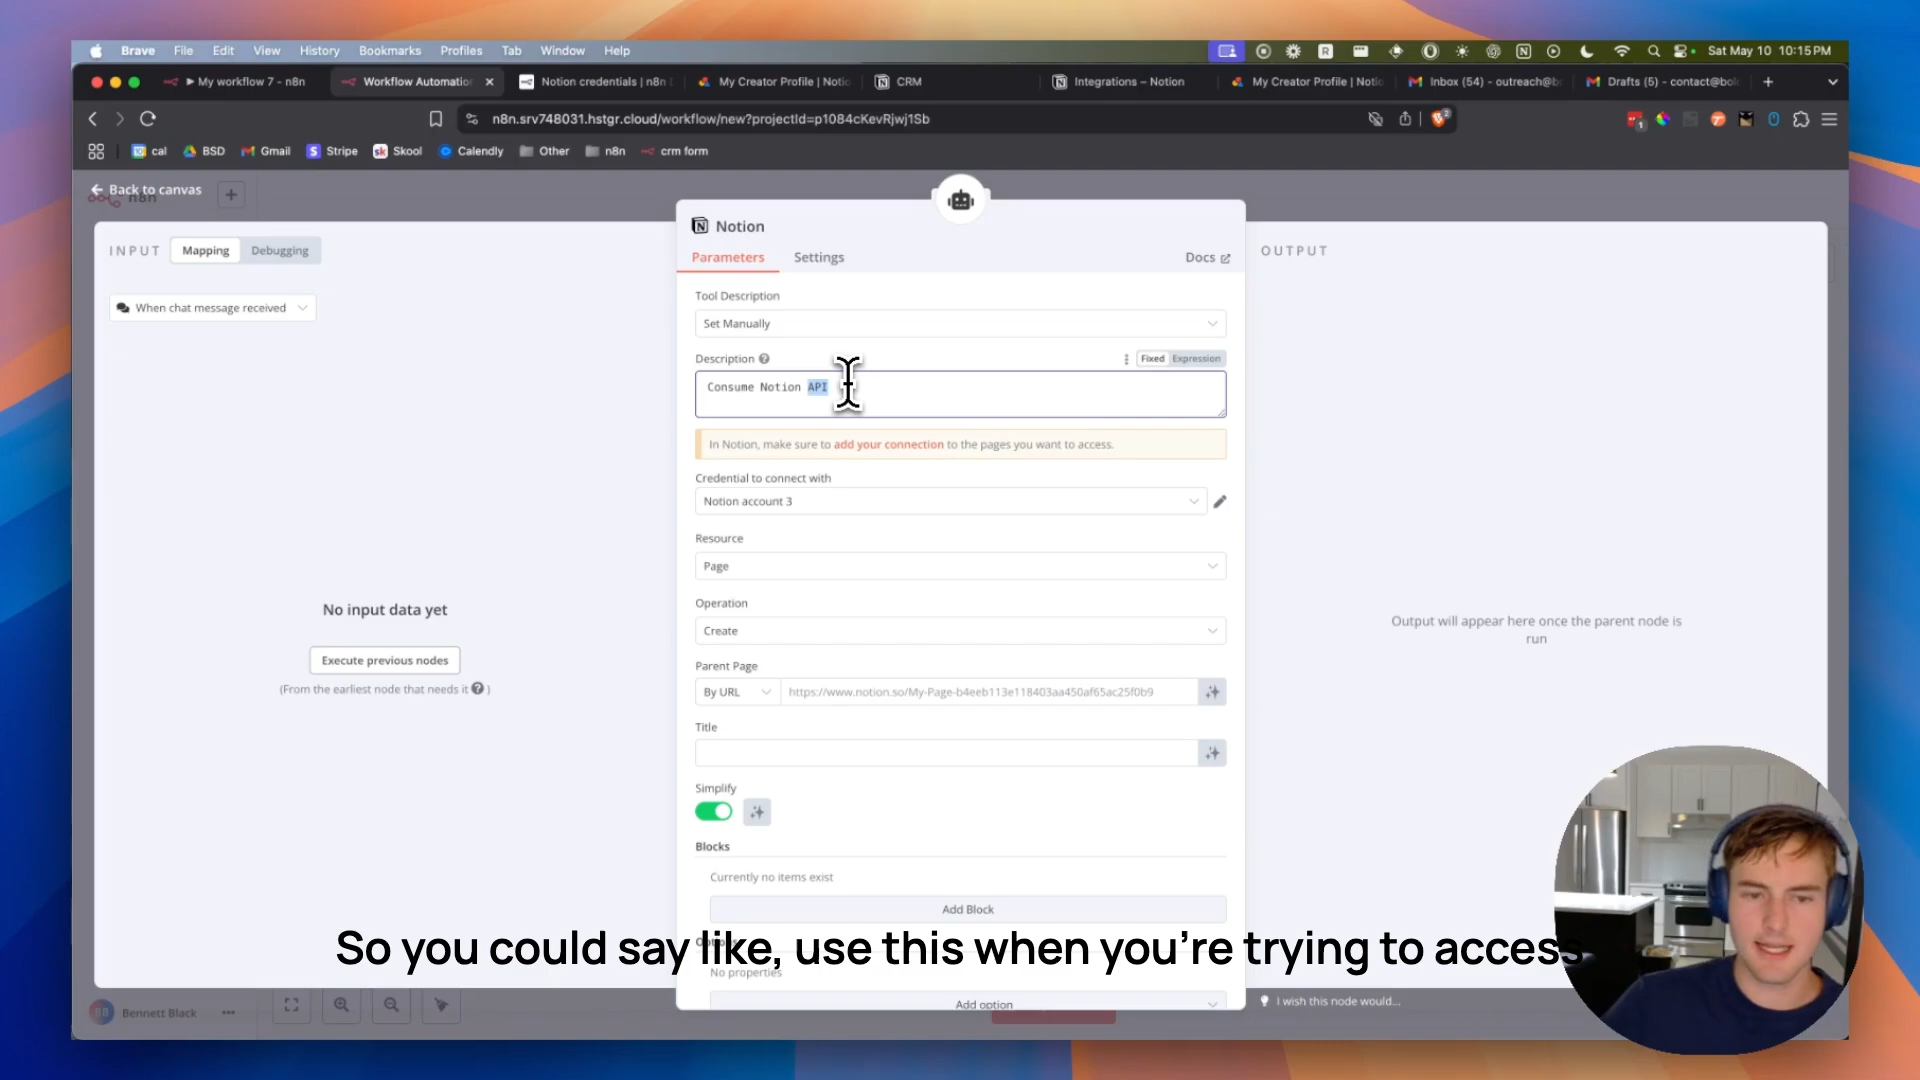 Brave File Edit View History Bookmarks Profiles Tab Window Help
Sat May 10 10:15 PM
My workflow 7 - n8n
Workflow Automatio
Notion credentials | n8n
My Creator Profile | Notio
CRM
Integrations – Notion
My Creator Profile | Notio
Inbox (54) - outreach@b
Drafts (5) - contact@bol
n8n.srv748031.hstgr.cloud/workflow/new?projectId=p1084cKevRjwj1Sb
cal BSD Gmail Stripe Skool Calendly Other n8n crm form
Back to canvas
n8n
Notion
INPUT Mapping Debugging
Parameters Settings Docs
OUTPUT
When chat message received
Tool Description
Set Manually
Description
Fixed Expression
Consume Notion API
In Notion, make sure to add your connection to the pages you want to access.
Credential to connect with
Notion account 3
Resource
Page
Operation
Create
No input data yet
Execute previous nodes
(From the earliest node that needs it ?)
Output will appear here once the parent node is
run
Parent Page
By URL https://www.notion.so/My-Page-b4eeb113e118403aa450af65ac25f0b9
Title
Simplify
Blocks
Currently no items exist
Add Block
So you could say like, use this when you're trying to access
No properties
Add option
I wish this node would...
Bennett Black